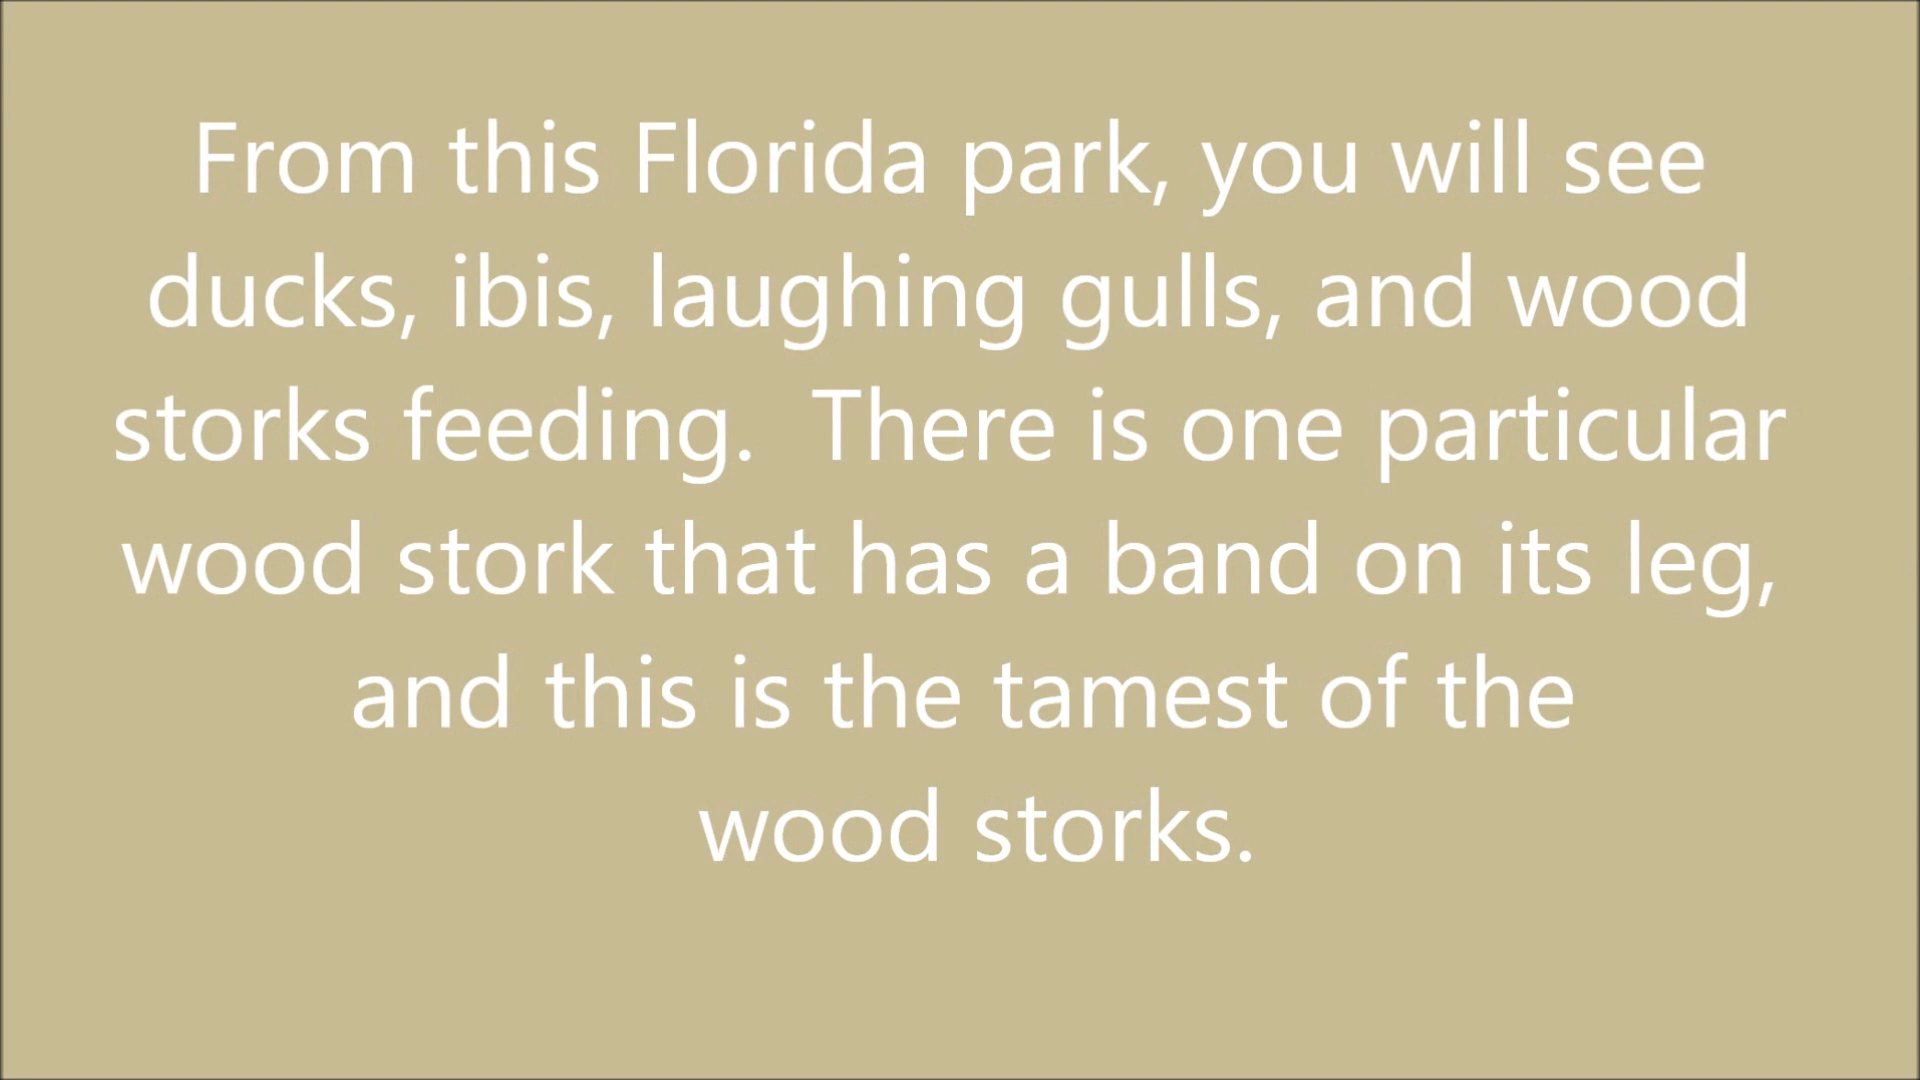 From this Florida park, you will see
ducks, ibis, laughing gulls, and wood
storks feeding.  There is one particular
wood stork that has a band on its leg,
and this is the tamest of the
wood storks.